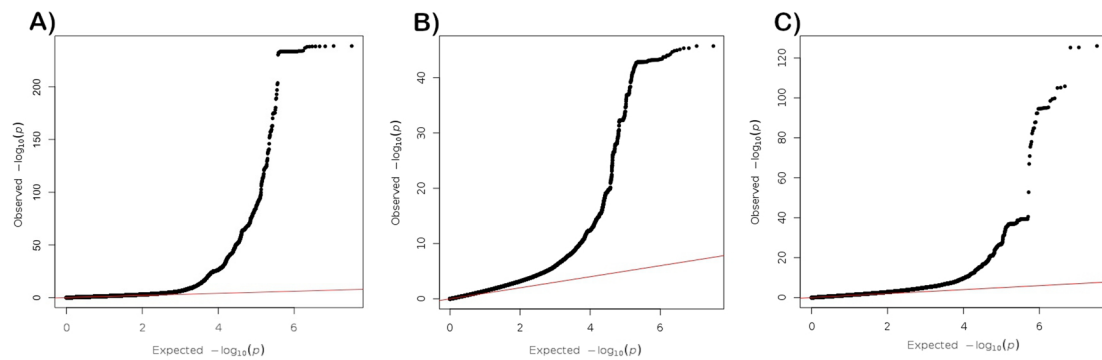 A)
Observed −log10(p)
0 50 100 150 200
0 2 4 6
Expected −log10(p)
B)
Observed −log10(p)
0 10 20 30 40
0 2 4 6
Expected −log10(p)
C)
Observed −log10(p)
0 20 40 60 80 100 120
0 2 4 6
Expected −log10(p)